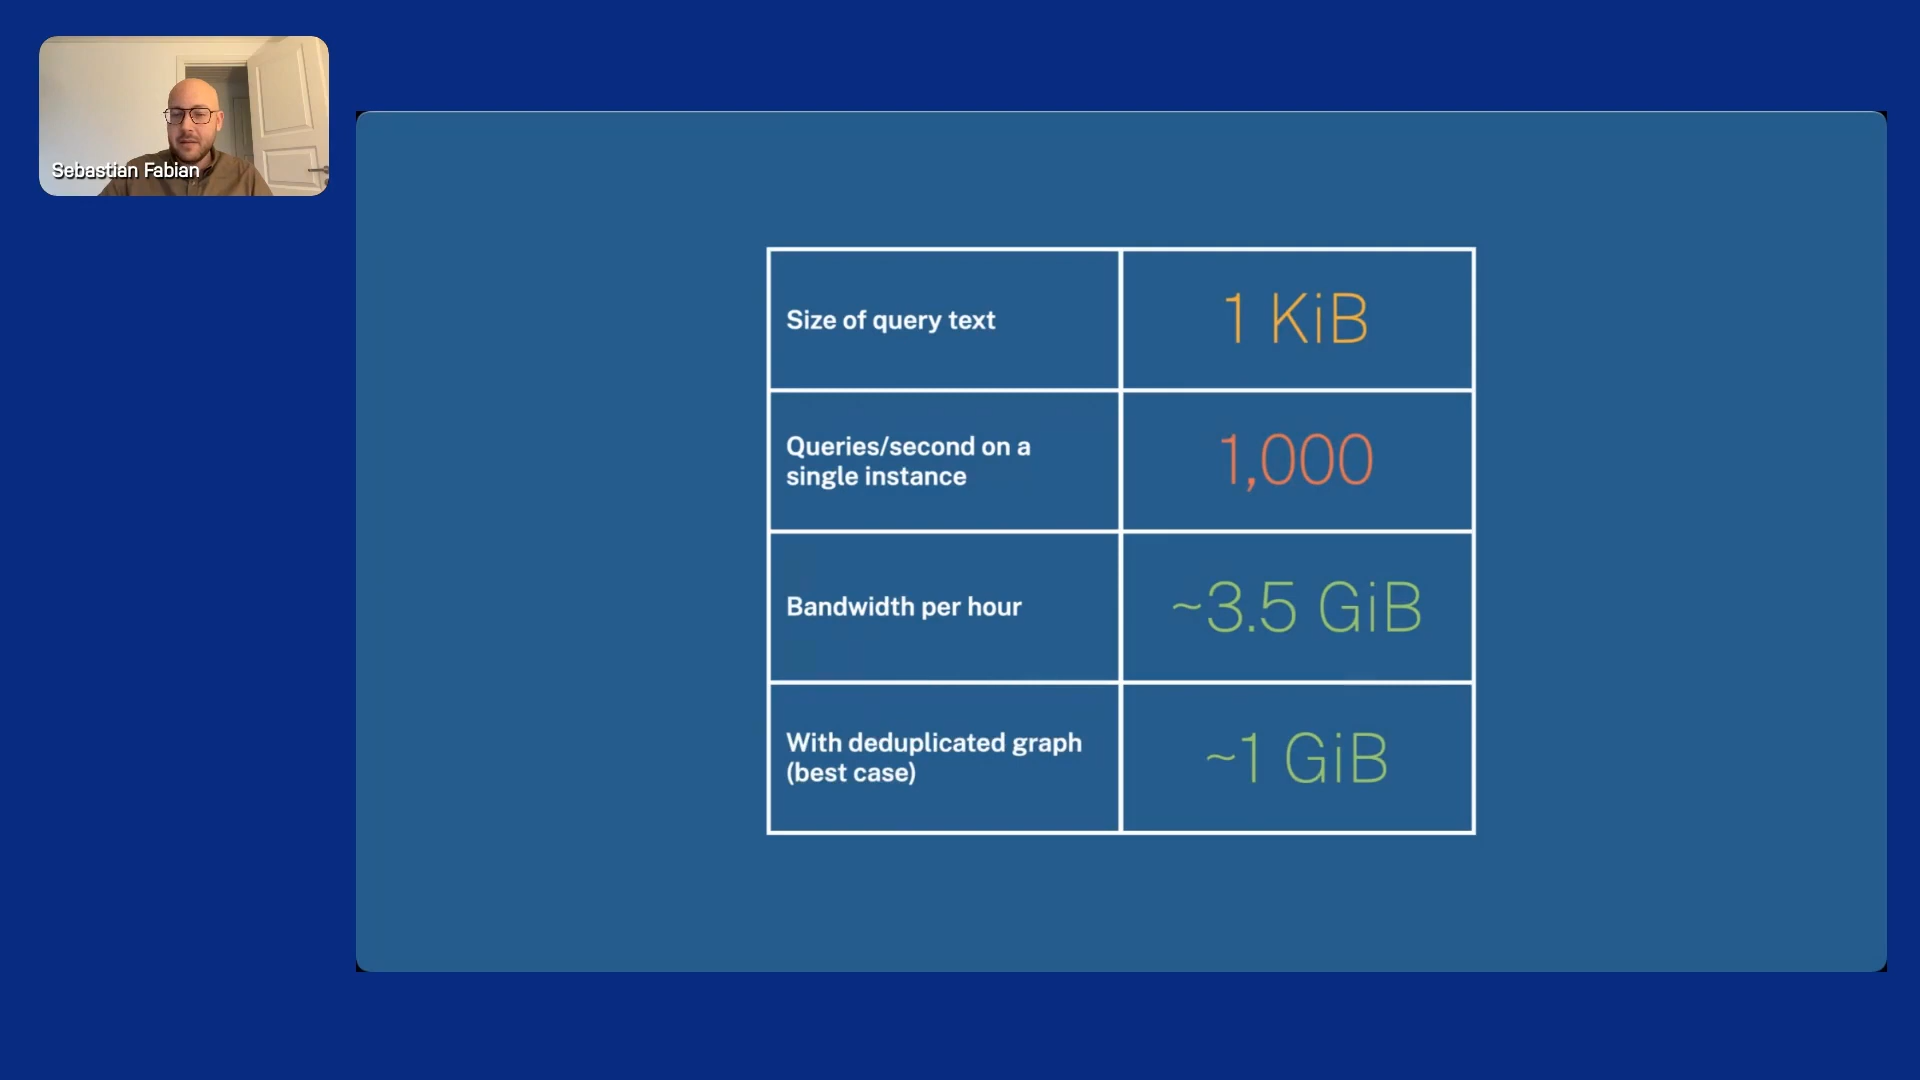 Sebastian Fabian
Size of query text
1 KiB
Queries/second on a
single instance
1,000
Bandwidth per hour
~3.5 GiB
With deduplicated graph
(best case)
~1 GiB